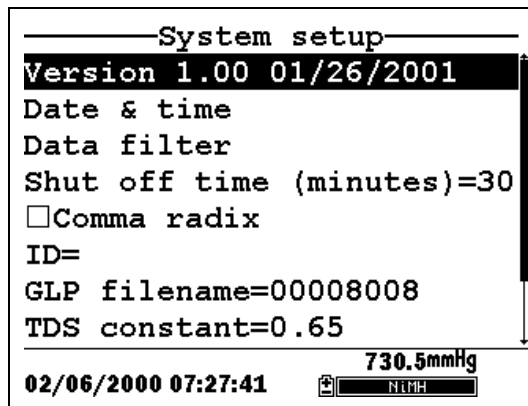 System setup
Version 1.00 01/26/2001
Date & time
Data filter
Shut off time (minutes)=30
Comma radix
ID=
GLP filename=00008008
TDS constant=0.65
730.5mmHg
02/06/2000 07:27:41
NiMH